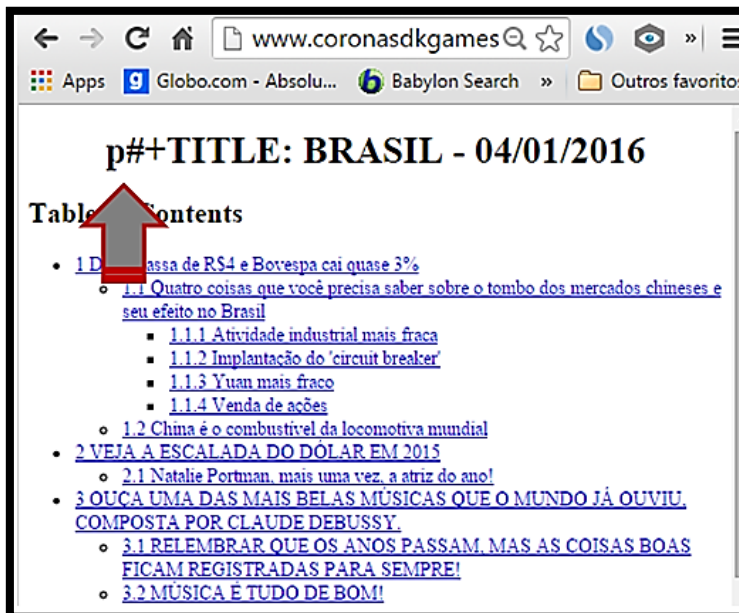 www.coronasdkgames
Apps Globo.com - Absolu... Babylon Search » Outros favoritos
p#+TITLE: BRASIL - 04/01/2016
Table Contents
1 D assa de R$4 e Bovespa cai quase 3%
1.1 Quatro coisas que você precisa saber sobre o tombo dos mercados chineses e
seu efeito no Brasil
1.1.1 Atividade industrial mais fraca
1.1.2 Implantação do 'circuit breaker'
1.1.3 Yuan mais fraco
1.1.4 Venda de ações
1.2 China é o combustível da locomotiva mundial
2 VEJA A ESCALADA DO DÓLAR EM 2015
2.1 Natalie Portman, mais uma vez, a atriz do ano!
3 OUÇA UMA DAS MAIS BELAS MÚSICAS QUE O MUNDO JÁ OUVIU,
COMPOSTA POR CLAUDE DEBUSSY.
3.1 RELEMBRAR QUE OS ANOS PASSAM, MAS AS COISAS BOAS
FICAM REGISTRADAS PARA SEMPRE!
3.2 MÚSICA É TUDO DE BOM!